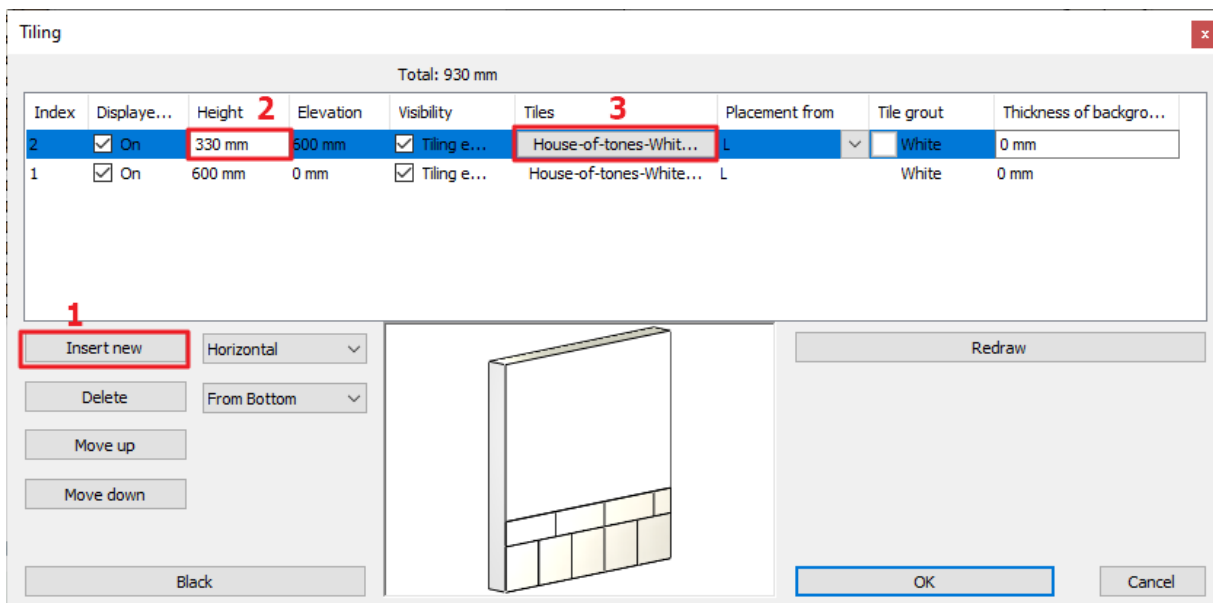 Tiling
x
Total: 930 mm
Index Displaye... Height 2 Elevation Visibility Tiles 3 Placement from Tile grout Thickness of backgro...
2 On 330 mm 600 mm Tiling e... House-of-tones-Whit... L White 0 mm
1 On 600 mm 0 mm Tiling e... House-of-tones-White... L White 0 mm
1
Insert new Horizontal Redraw
Delete From Bottom
Move up
Move down
Black OK Cancel